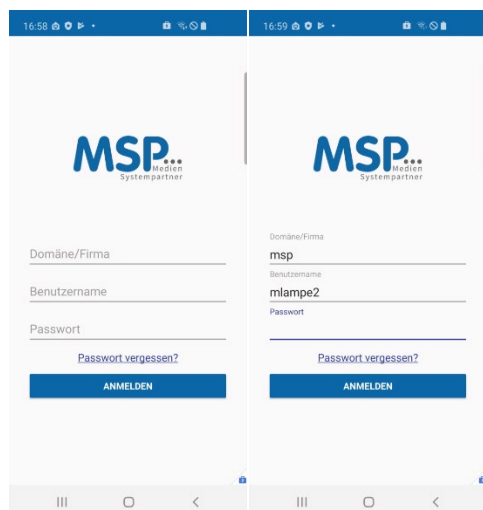 16:58
MSP...
Medien
Systempartner
Domäne/Firma
Benutzername
Passwort
Passwort vergessen?
ANMELDEN
16:59
MSP...
Medien
Systempartner
Domäne/Firma
msp
Benutzername
mlampe2
Passwort
Passwort vergessen?
ANMELDEN